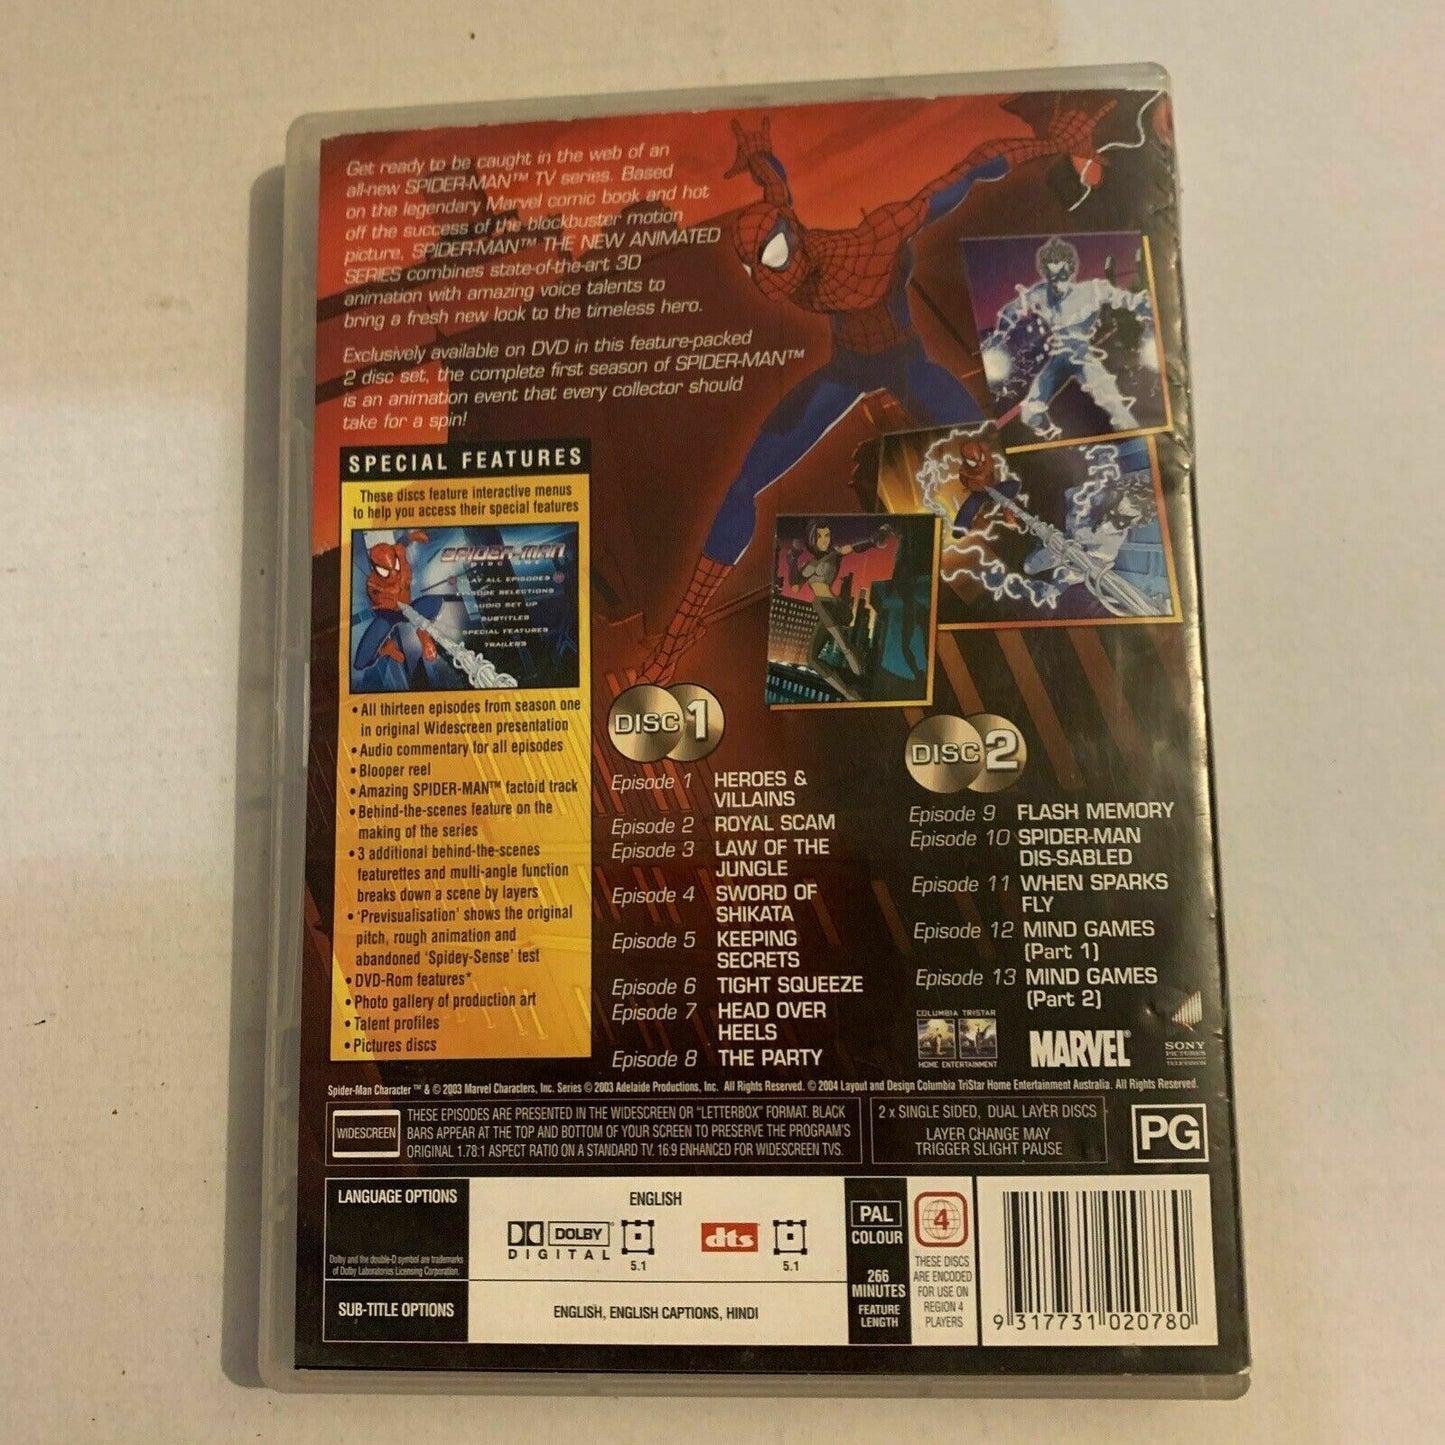 Get ready to be caught in the web of an
all-new SPIDER-MAN™ TV series. Based
on the legendary Marvel comic book and hot
off the success of the blockbuster motion
picture, SPIDER-MAN™ THE NEW ANIMATED
SERIES combines state-of-the-art 3D
animation with amazing voice talents to
bring a fresh new look to the timeless hero.
Exclusively available on DVD in this feature-packed
2 disc set, the complete first season of SPIDER-MAN™
is an animation event that every collector should
take for a spin!
SPECIAL FEATURES
These discs feature interactive menus
to help you access their special features
SPIDER-MAN
DISC ONE
PLAY ALL EPISODES
EPISODE SELECTIONS
AUDIO SET UP
SUBTITLES
SPECIAL FEATURES
TRAILERS
• All thirteen episodes from season one
in original Widescreen presentation
• Audio commentary for all episodes
• Blooper reel
• Amazing SPIDER-MAN™ factoid track
• Behind-the-scenes feature on the
making of the series
• 3 additional behind-the-scenes
featurettes and multi-angle function
breaks down a scene by layers
• 'Previsualisation' shows the original
pitch, rough animation and
abandoned 'Spidey-Sense' test
• DVD-Rom features*
• Photo gallery of production art
• Talent profiles
• Pictures discs
DISC 1
Episode 1 HEROES &
VILLAINS
Episode 2 ROYAL SCAM
Episode 3 LAW OF THE
JUNGLE
Episode 4 SWORD OF
SHIKATA
Episode 5 KEEPING
SECRETS
Episode 6 TIGHT SQUEEZE
Episode 7 HEAD OVER
HEELS
Episode 8 THE PARTY
DISC 2
Episode 9 FLASH MEMORY
Episode 10 SPIDER-MAN
DIS-SABLED
Episode 11 WHEN SPARKS
FLY
Episode 12 MIND GAMES
(Part 1)
Episode 13 MIND GAMES
(Part 2)
COLUMBIA TRISTAR
HOME ENTERTAINMENT
MARVEL®
SONY
PICTURES
TELEVISION
Spider-Man Character ™ & © 2003 Marvel Characters, Inc. Series © 2003 Adelaide Productions, Inc. All Rights Reserved. © 2004 Layout and Design Columbia TriStar Home Entertainment Australia. All Rights Reserved.
WIDESCREEN
THESE EPISODES ARE PRESENTED IN THE WIDESCREEN OR "LETTERBOX" FORMAT. BLACK
BARS APPEAR AT THE TOP AND BOTTOM OF YOUR SCREEN TO PRESERVE THE PROGRAM'S
ORIGINAL 1.78:1 ASPECT RATIO ON A STANDARD TV. 16:9 ENHANCED FOR WIDESCREEN TVS.
2 x SINGLE SIDED, DUAL LAYER DISCS
LAYER CHANGE MAY
TRIGGER SLIGHT PAUSE
PG
LANGUAGE OPTIONS
Dolby and the double-D symbol are trademarks
of Dolby Laboratories Licensing Corporation.
ENGLISH
DOLBY
DIGITAL
5.1
dts
5.1
SUB-TITLE OPTIONS
ENGLISH, ENGLISH CAPTIONS, HINDI
PAL
COLOUR
266
MINUTES
FEATURE
LENGTH
4
THESE DISCS
ARE ENCODED
FOR USE ON
REGION 4
PLAYERS
9 317731 020780